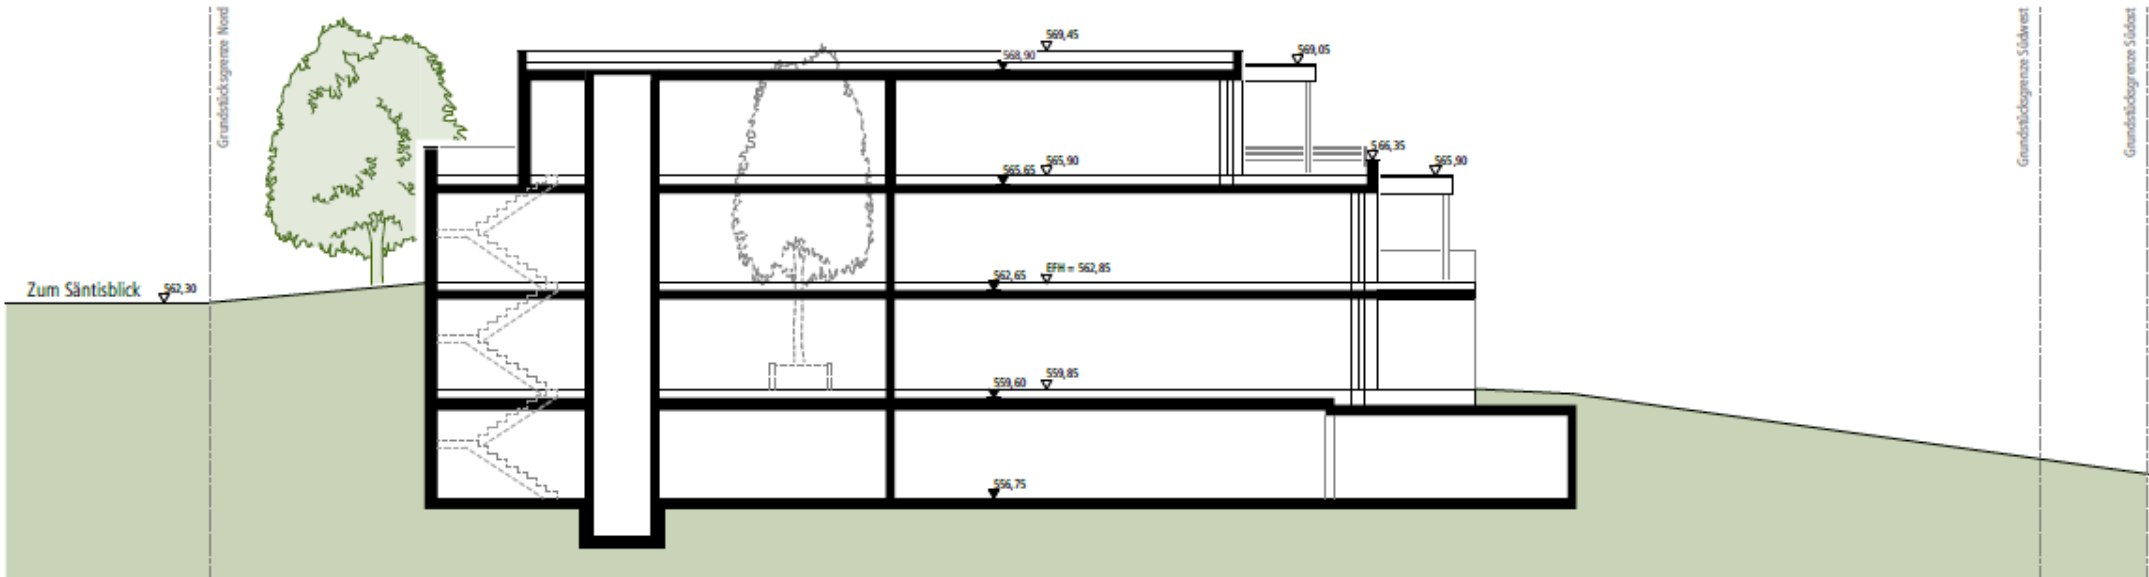 Grundstücksgrenze Nord
Grundstücksgrenze Südwest
Grundstücksgrenze Südost
569,45
568,90
569,05
566,35
565,90
565,65
565,90
Zum Säntisblick
562,30
562,65
EFH = 562,85
559,60
559,85
556,75